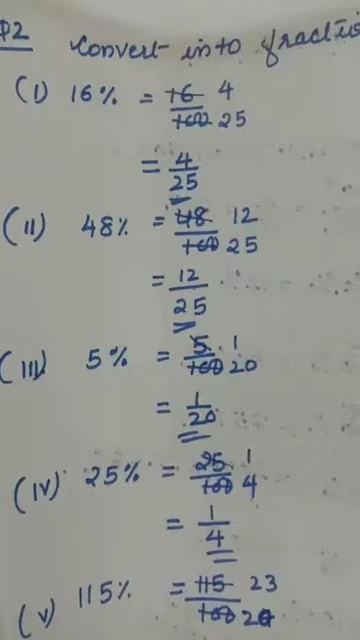 Q2 Convert into fractio
(I) 16% = 16/100 4/25
= 4/25
(II) 48% = 48/100 12/25
= 12/25
(III) 5% = 5/100 1/20
= 1/20
(IV) 25% = 25/100 1/4
= 1/4
(V) 115% = 115/100 23/20